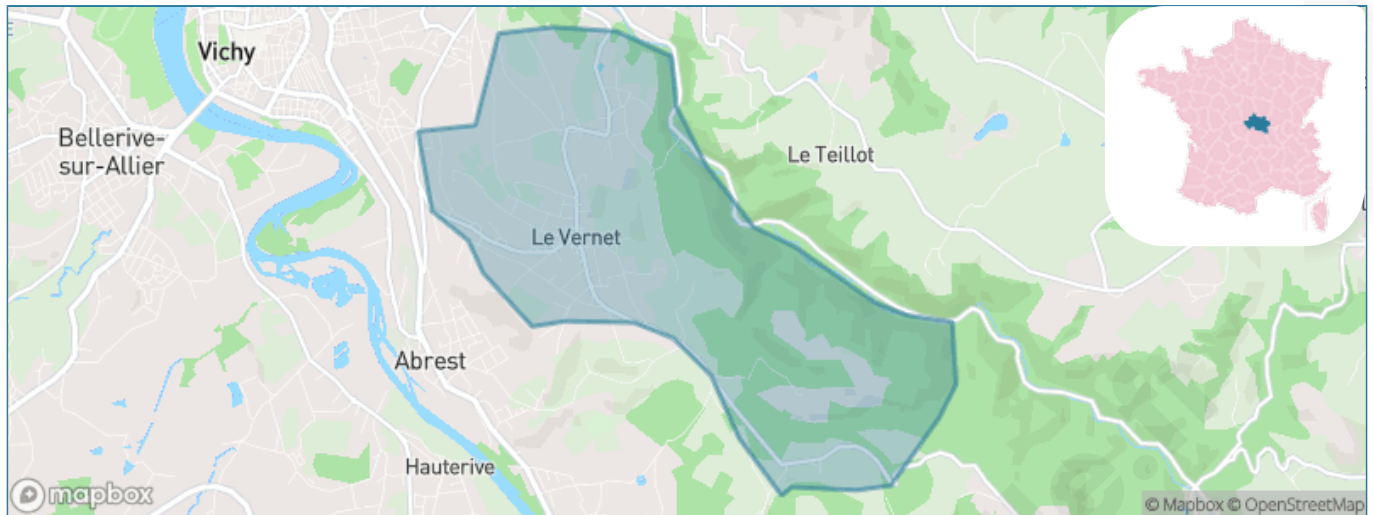 Vichy
Bellerive-
sur-Allier
Le Teillot
Le Vernet
Abrest
Hauterive
mapbox
© Mapbox © OpenStreetMap